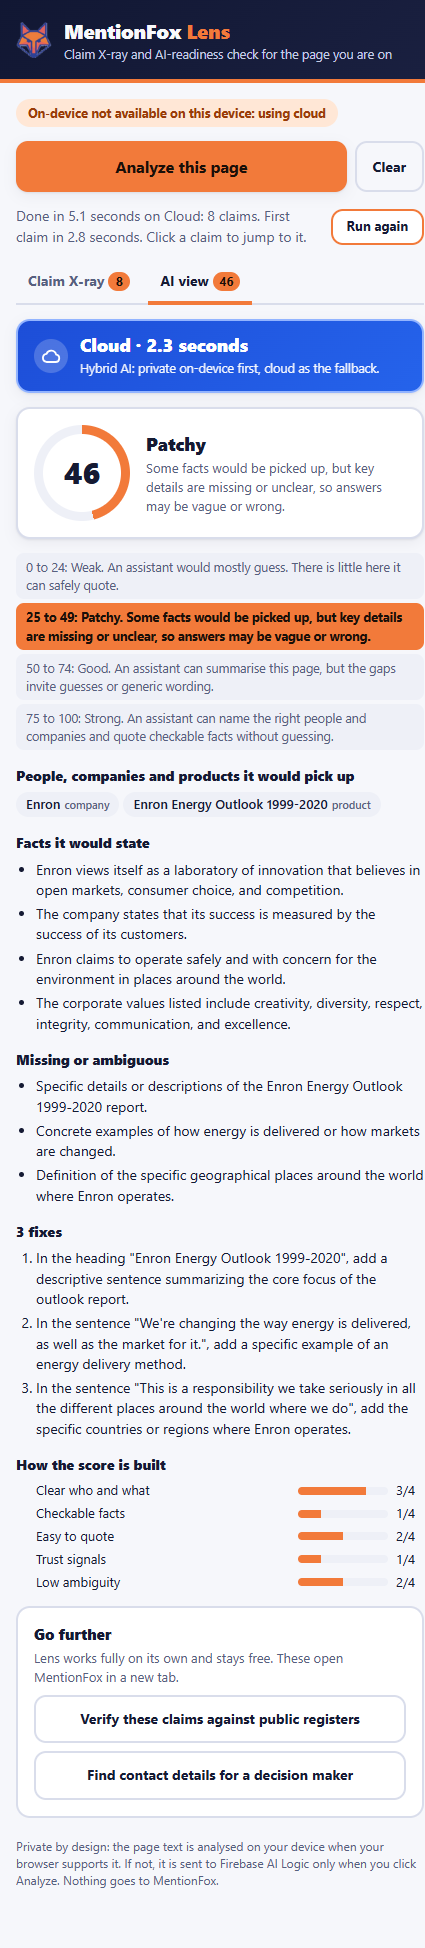 MentionFox Lens
Claim X-ray and AI-readiness check for the page you are on
On-device not available on this device: using cloud
Analyze this page
Clear
Done in 5.1 seconds on Cloud: 8 claims. First
claim in 2.8 seconds. Click a claim to jump to it.
Run again
Claim X-ray 8
AI view 46
Cloud · 2.3 seconds
Hybrid AI: private on-device first, cloud as the fallback.
46
Patchy
Some facts would be picked up, but key
details are missing or unclear, so answers
may be vague or wrong.
0 to 24: Weak. An assistant would mostly guess. There is little here it
can safely quote.
25 to 49: Patchy. Some facts would be picked up, but key details
are missing or unclear, so answers may be vague or wrong.
50 to 74: Good. An assistant can summarise this page, but the gaps
invite guesses or generic wording.
75 to 100: Strong. An assistant can name the right people and
companies and quote checkable facts without guessing.
People, companies and products it would pick up
Enron company
Enron Energy Outlook 1999-2020 product
Facts it would state
• Enron views itself as a laboratory of innovation that believes in
open markets, consumer choice, and competition.
• The company states that its success is measured by the
success of its customers.
• Enron claims to operate safely and with concern for the
environment in places around the world.
• The corporate values listed include creativity, diversity, respect,
integrity, communication, and excellence.
Missing or ambiguous
• Specific details or descriptions of the Enron Energy Outlook
1999-2020 report.
• Concrete examples of how energy is delivered or how markets
are changed.
• Definition of the specific geographical places around the world
where Enron operates.
3 fixes
1. In the heading "Enron Energy Outlook 1999-2020", add a
descriptive sentence summarizing the core focus of the
outlook report.
2. In the sentence "We're changing the way energy is delivered,
as well as the market for it.", add a specific example of an
energy delivery method.
3. In the sentence "This is a responsibility we take seriously in all
the different places around the world where we do", add the
specific countries or regions where Enron operates.
How the score is built
Clear who and what 3/4
Checkable facts 1/4
Easy to quote 2/4
Trust signals 1/4
Low ambiguity 2/4
Go further
Lens works fully on its own and stays free. These open
MentionFox in a new tab.
Verify these claims against public registers
Find contact details for a decision maker
Private by design: the page text is analysed on your device when your
browser supports it. If not, it is sent to Firebase AI Logic only when you click
Analyze. Nothing goes to MentionFox.